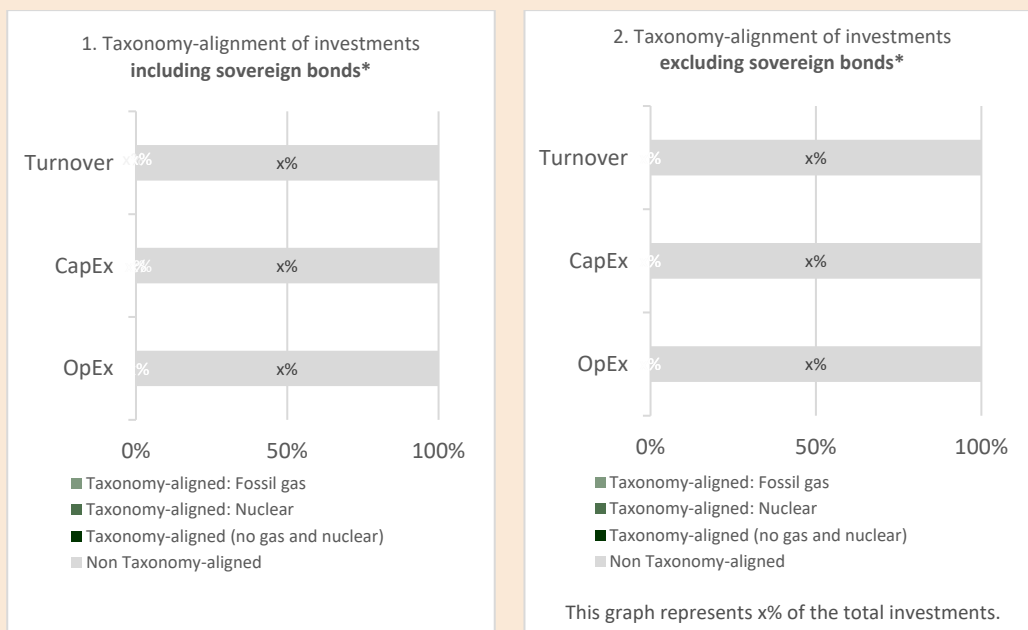 1. Taxonomy-alignment of investments
including sovereign bonds*
Turnover
x%
CapEx
x%
OpEx
x%
0% 50% 100%
Taxonomy-aligned: Fossil gas
Taxonomy-aligned: Nuclear
Taxonomy-aligned (no gas and nuclear)
Non Taxonomy-aligned
2. Taxonomy-alignment of investments
excluding sovereign bonds*
Turnover
x%
CapEx
x%
OpEx
x%
0% 50% 100%
Taxonomy-aligned: Fossil gas
Taxonomy-aligned: Nuclear
Taxonomy-aligned (no gas and nuclear)
Non Taxonomy-aligned
This graph represents x% of the total investments.